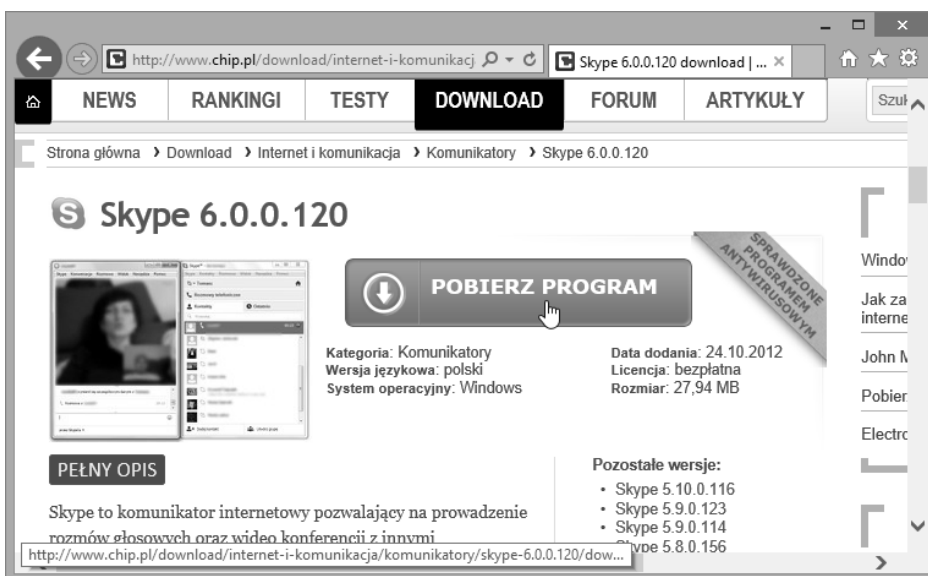 http://www.chip.pl/download/internet-i-komunikacj
Skype 6.0.0.120 download | ...
NEWS RANKINGI TESTY DOWNLOAD FORUM ARTYKUŁY Szuk
Strona główna › Download › Internet i komunikacja › Komunikatory › Skype 6.0.0.120
Skype 6.0.0.120
POBIERZ PROGRAM
SPRAWDZONE
PROGRAMEM
ANTYWIRUSOWYM
Kategoria: Komunikatory
Wersja językowa: polski
System operacyjny: Windows
Data dodania: 24.10.2012
Licencja: bezpłatna
Rozmiar: 27,94 MB
PEŁNY OPIS
Skype to komunikator internetowy pozwalający na prowadzenie
rozmów głosowych oraz wideo konferencji z innymi
Pozostałe wersje:
• Skype 5.10.0.116
• Skype 5.9.0.123
• Skype 5.9.0.114
Skype 5.8.0.156
Windo
Jak za
interne
John M
Pobier
Electro
http://www.chip.pl/download/internet-i-komunikacja/komunikatory/skype-6.0.0.120/dow...